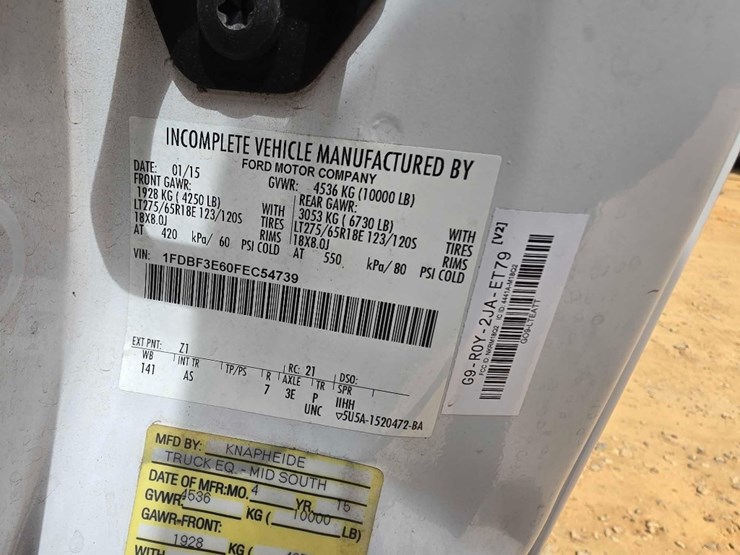 INCOMPLETE VEHICLE MANUFACTURED BY
FORD MOTOR COMPANY
DATE: 01/15 GVWR: 4536 KG (10000 LB)
FRONT GAWR: REAR GAWR:
1928 KG ( 4250 LB) WITH 3053 KG ( 6730 LB) WITH
LT275/65R18E 123/120S TIRES LT275/65R18E 123/120S TIRES
18X8.0J RIMS 18X8.0J RIMS
AT 420 kPa/ 60 PSI COLD AT 550 kPa/ 80 PSI COLD
VIN: 1FDBF3E60FEC54739
EXT PNT: Z1 RC: 21 DSO:
WB INT TR TP/PS R AXLE TR SPR
141 AS 7 3E P IIHH
UNC ▽5U5A-1520472-BA
G9-R0Y-2JA-ET79 [V2]
MFD BY: KNAPHEIDE
TRUCK EQ.-MID SOUTH
DATE OF MFR:MO. 4 YR. 15
GVWR 4536 KG ( 10000 LB)
GAWR-FRONT:
1928 KG (
WITH